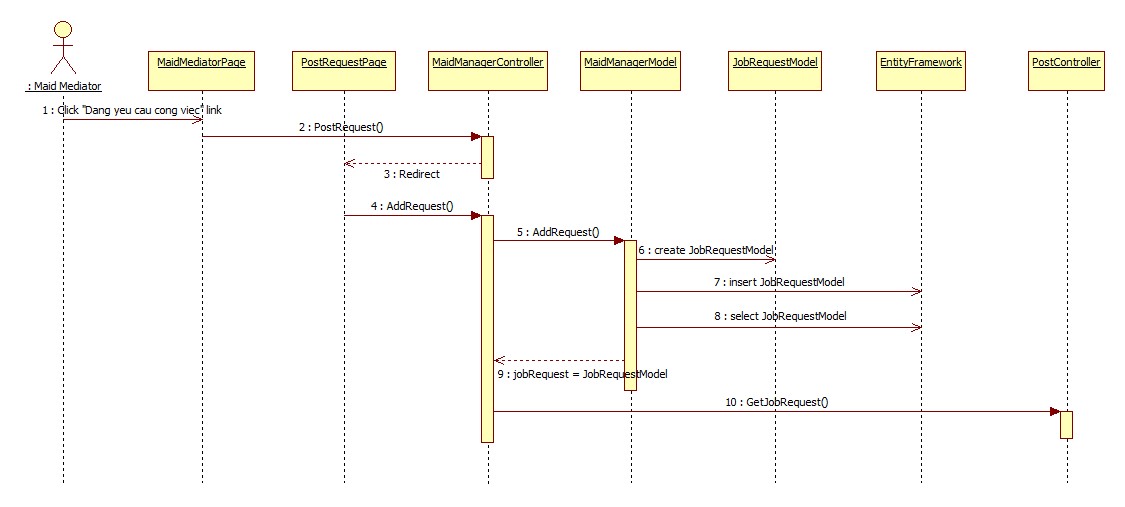 : Maid Mediator
MaidMediatorPage
PostRequestPage
MaidManagerController
MaidManagerModel
JobRequestModel
EntityFramework
PostController
1 : Click "Dang yeu cau cong viec" link
2 : PostRequest()
3 : Redirect
4 : AddRequest()
5 : AddRequest()
6 : create JobRequestModel
7 : insert JobRequestModel
8 : select JobRequestModel
9 : jobRequest = JobRequestModel
10 : GetJobRequest()